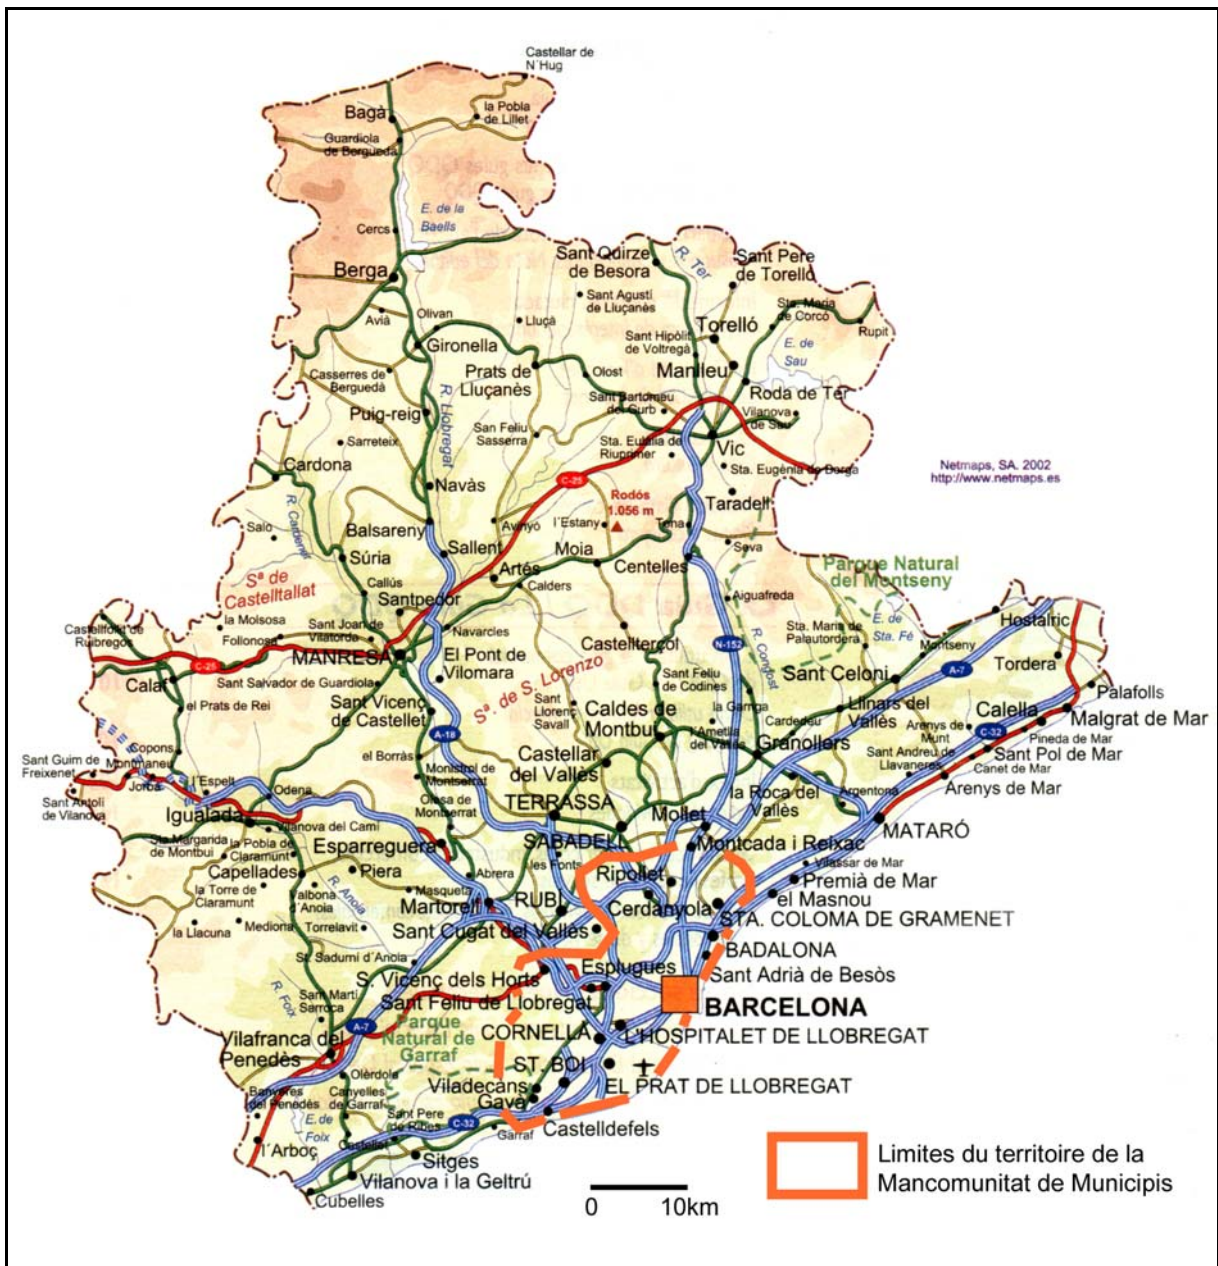 Castellar de
N´Hug
Bagà
la Pobla
de Lillet
Guardiola
de Berguedà
E. de la
Baells
Cercs
Berga
Sant Quirze
de Besora
R. Ter
Sant Pere
de Torelló
Sant Agustí
de Lluçanès
Sta. Maria
de Corcó
Avià
Olivan
Lluçà
Torelló
Rupit
Gironella
Sant Hipòlit
de Voltregà
E. de
Sau
Casserres de
Berguedà
Prats de
Lluçanès
Olost
Manlleu
R. Llobregat
Roda de Ter
Puig-reig
Sant Bartomeu
del Gurb
Vilanova
de Sau
Sarreteix
San Feliu
Sasserra
Sta. Eulàlia de
Riuprimer
Vic
Cardona
Sta. Eugènia de Berga
Netmaps, SA. 2002
http://www.netmaps.es
Navàs
C-25
Rodós
1.056 m
Taradell
R. Cardener
Salo
Balsareny
Avinyó
l´Estany
Tona
Súria
Sallent
Moia
Centelles
Seva
Parque Natural
del Montseny
Sª de
Castelltallat
Callús
Artés
Calders
Santpedor
Aiguafreda
Castellfollit de
Ruibregos
la Molsosa
Follonosa
Sant Joan de
Vilatorda
Navarcles
Castellterçol
Sta. Maria de
Palautordera
E. de
Sta. Fé
Hostalric
C-25
MANRESA
El Pont de
Vilomara
N-152
R. Congost
Montseny
A-7
Tordera
Calaf
Sant Salvador de Guardiola
Sª. de S. Lorenzo
Sant Feliu
de Codines
Sant Celoni
Palafolls
el Prats de Rei
Sant Vicenç
de Castellet
Sant
Llorenç
Savall
Caldes de
Montbui
la Garriga
Cardedeu
Llinars del
Vallès
Arenys de
Munt
Calella
Malgrat de Mar
A-18
l´Ametlla
del Vallès
Granollers
C-32
Pineda de Mar
Copons
Montmaneu
Sant Guim de
Freixenet
el Borràs
Castellar
del Vallès
Sant Andreu de
Llavaneres
Sant Pol de Mar
Canet de Mar
Jorba
l´Espelt
Monistrol de
Montserrat
Arenys de Mar
Sant Antoli
de Vilanova
Odena
Olesa de
Montserrat
TERRASSA
la Roca del
Vallès
Argentona
Igualada
Vilanova del Camí
Mollet
MATARÓ
Sta Margarida
de Montbui
la Pobla de
Claramunt
Esparreguera
SABADELL
Montcada i Reixac
les Fonts
Vilassar de Mar
Capellades
Piera
Abrera
Ripollet
Premià de Mar
la Torre de
Claramunt
Valbona
d´Anoia
R. Anoia
Masqueta
Martorell
RUBI
Cerdanyola
el Masnou
la Llacuna
Mediona
Torrelavit
Sant Cugat del Vallès
STA. COLOMA DE GRAMENET
St. Sadurní d´Anoia
BADALONA
S. Vicenç dels Horts
Esplugues
Sant Adrià de Besòs
R. Foix
Sant Martí
Sarroca
Sant Feliu de Llobregat
BARCELONA
A-7
Parque
Natural de
Garraf
Vilafranca del
Penedès
CORNELLA
L'HOSPITALET DE LLOBREGAT
Olèrdola
ST. BOI
Banyeres
del Penedès
Canyelles
de Garraf
Viladecans
EL PRAT DE LLOBREGAT
Gavà
E. de
Foix
Sant Pere
de Ribes
C-32
Castelldefels
l´Arboç
Castellet
Garraf
Sitges
Vilanova i la Geltrú
Cubelles
0
10km
Limites du territoire de la
Mancomunitat de Municipis